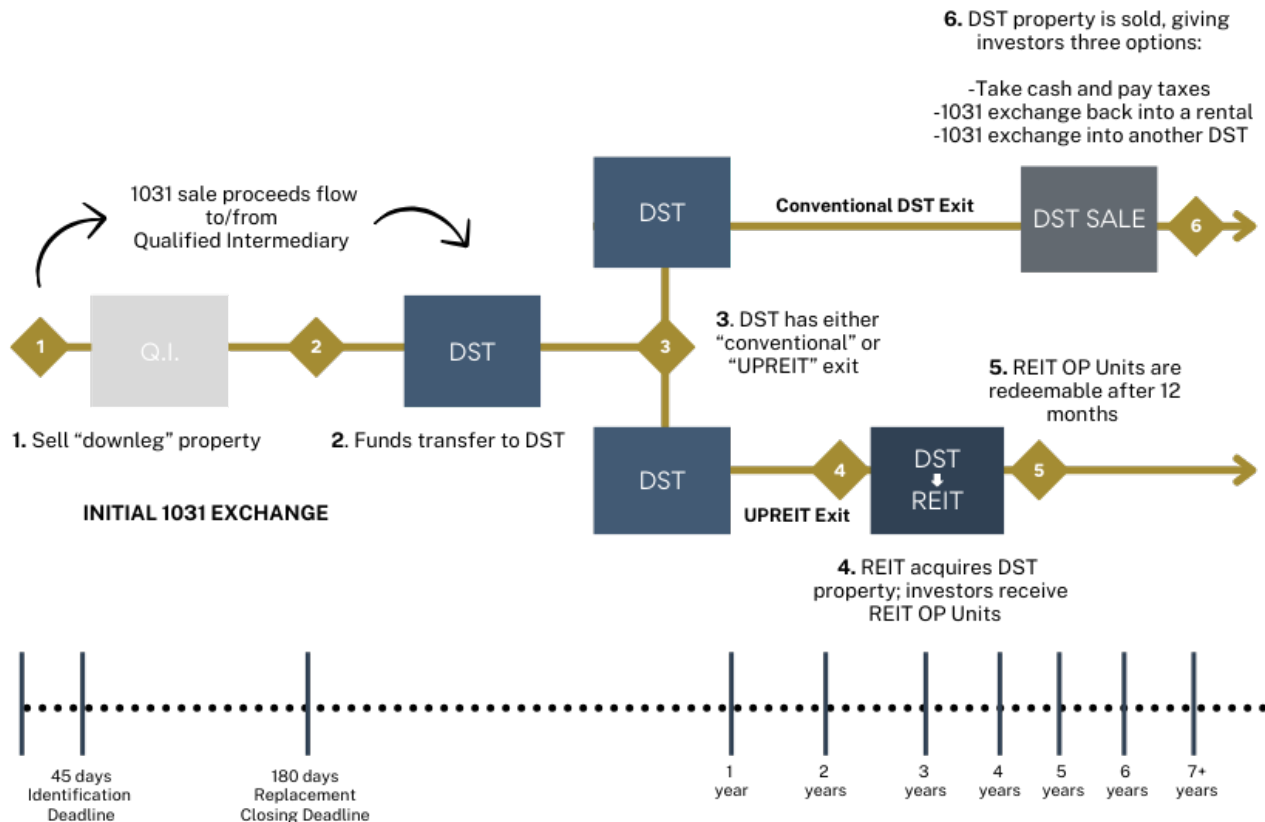 6. DST property is sold, giving
investors three options:
-Take cash and pay taxes
-1031 exchange back into a rental
-1031 exchange into another DST
1031 sale proceeds flow
to/from
Qualified Intermediary
DST
Conventional DST Exit
DST SALE
6
1
Q.I.
2
DST
3
3. DST has either
“conventional” or
“UPREIT” exit
5. REIT OP Units are
redeemable after 12
months
1. Sell “downleg” property
2. Funds transfer to DST
DST
4
DST
REIT
5
INITIAL 1031 EXCHANGE
UPREIT Exit
4. REIT acquires DST
property; investors receive
REIT OP Units
45 days
Identification
Deadline
180 days
Replacement
Closing Deadline
1
year
2
years
3
years
4
years
5
years
6
years
7+
years